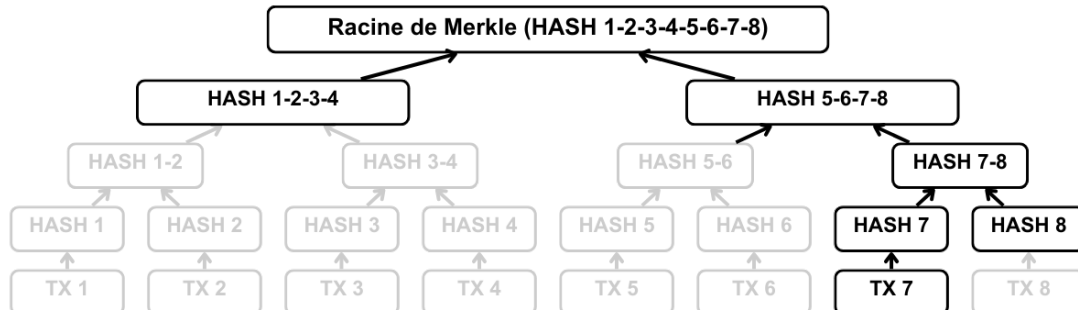 Racine de Merkle (HASH 1-2-3-4-5-6-7-8)
HASH 1-2-3-4
HASH 5-6-7-8
HASH 1-2
HASH 3-4
HASH 5-6
HASH 7-8
HASH 1
HASH 2
HASH 3
HASH 4
HASH 5
HASH 6
HASH 7
HASH 8
TX 1
TX 2
TX 3
TX 4
TX 5
TX 6
TX 7
TX 8